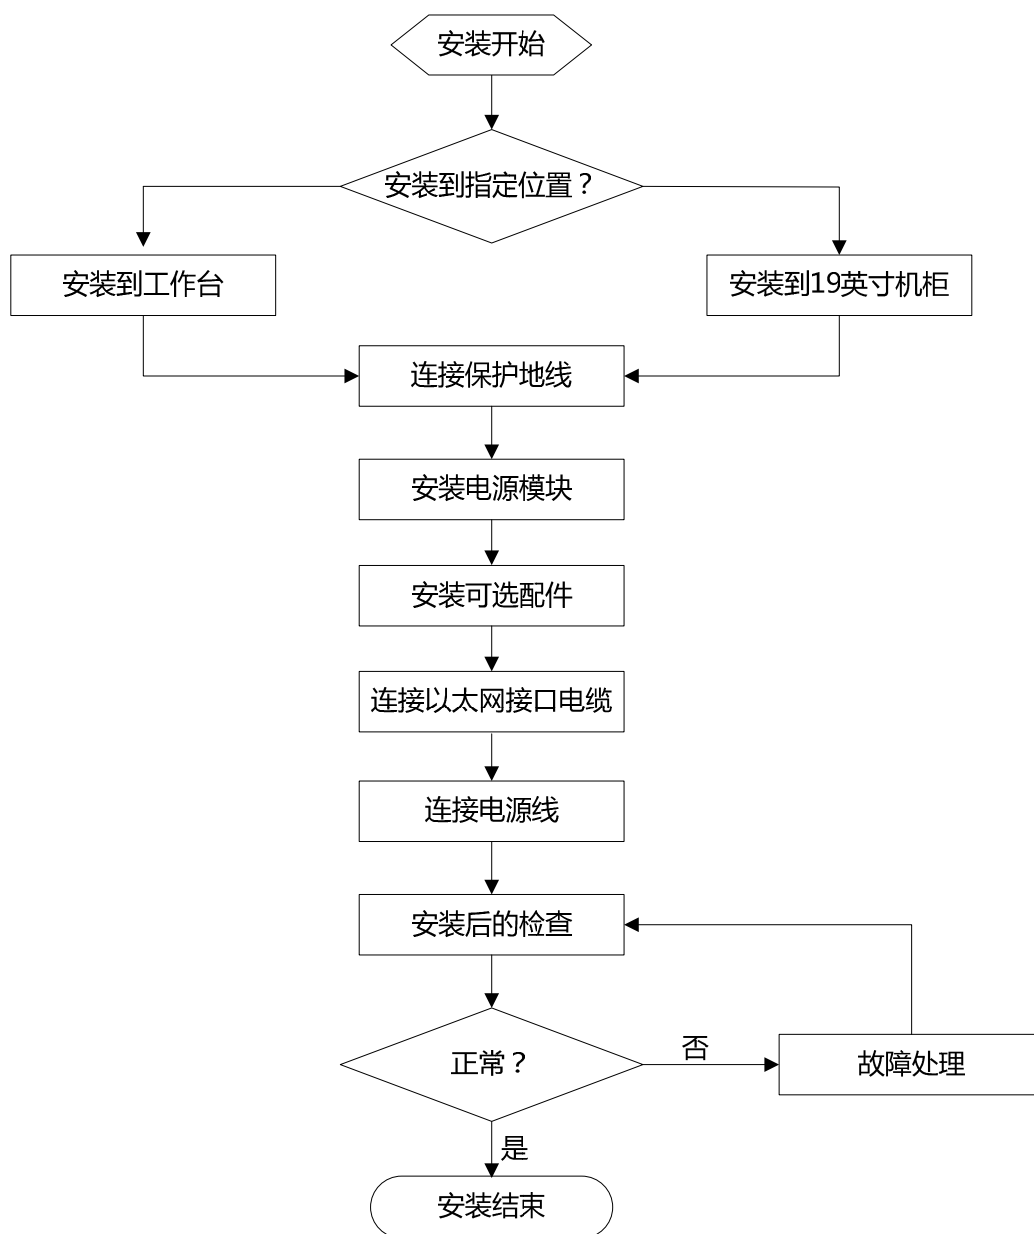 安装开始
安装到指定位置？
安装到工作台
安装到19英寸机柜
连接保护地线
安装电源模块
安装可选配件
连接以太网接口电缆
连接电源线
安装后的检查
正常？
否
故障处理
是
安装结束